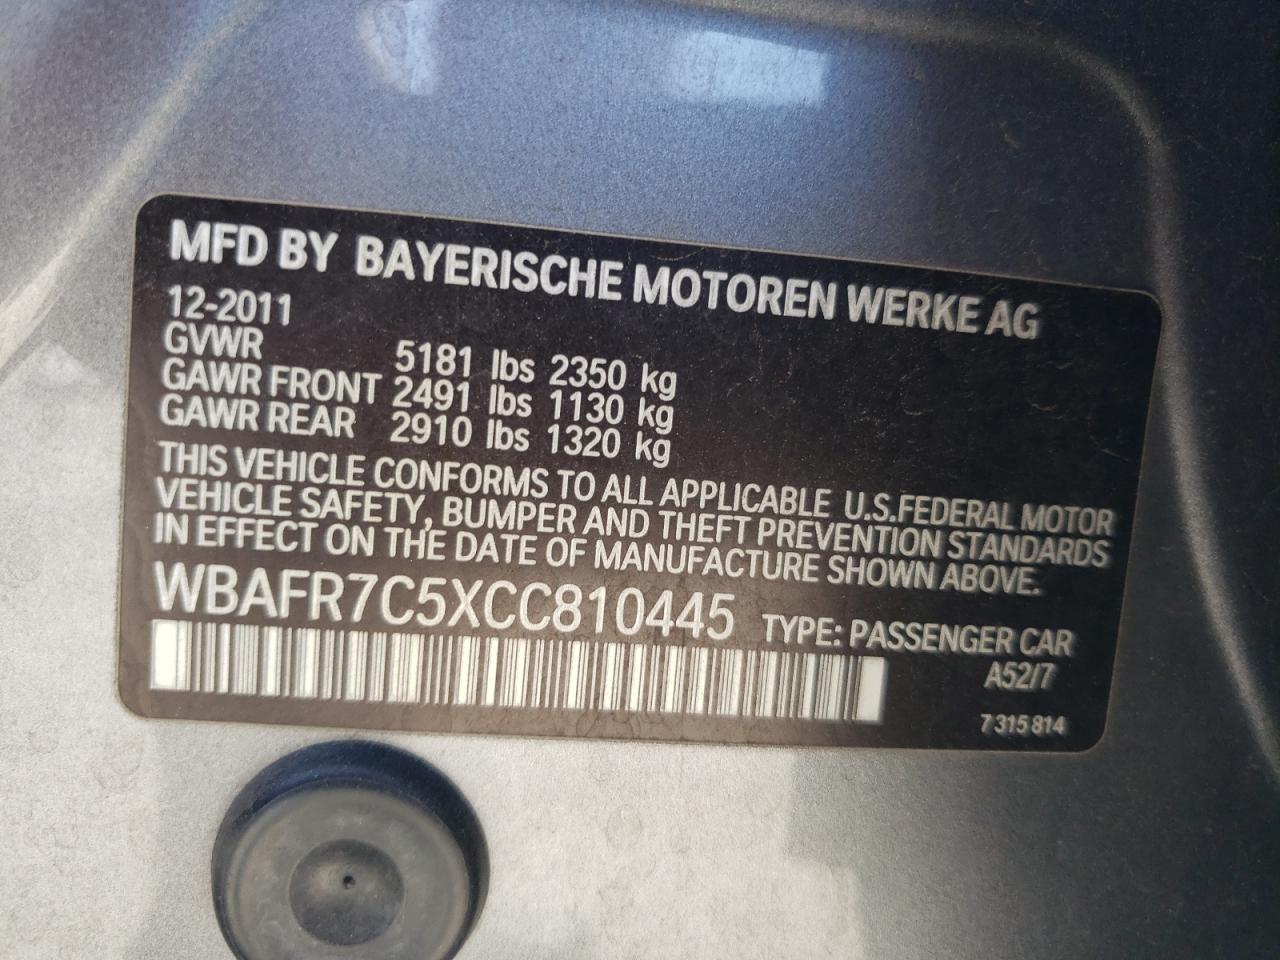 MFD BY BAYERISCHE MOTOREN WERKE AG
12-2011
GVWR 5181 lbs 2350 kg
GAWR FRONT 2491 lbs 1130 kg
GAWR REAR 2910 lbs 1320 kg
THIS VEHICLE CONFORMS TO ALL APPLICABLE U.S.FEDERAL MOTOR
VEHICLE SAFETY, BUMPER AND THEFT PREVENTION STANDARDS
IN EFFECT ON THE DATE OF MANUFACTURE SHOWN ABOVE.
WBAFR7C5XCC810445 TYPE: PASSENGER CAR
A52/7
7 315 814